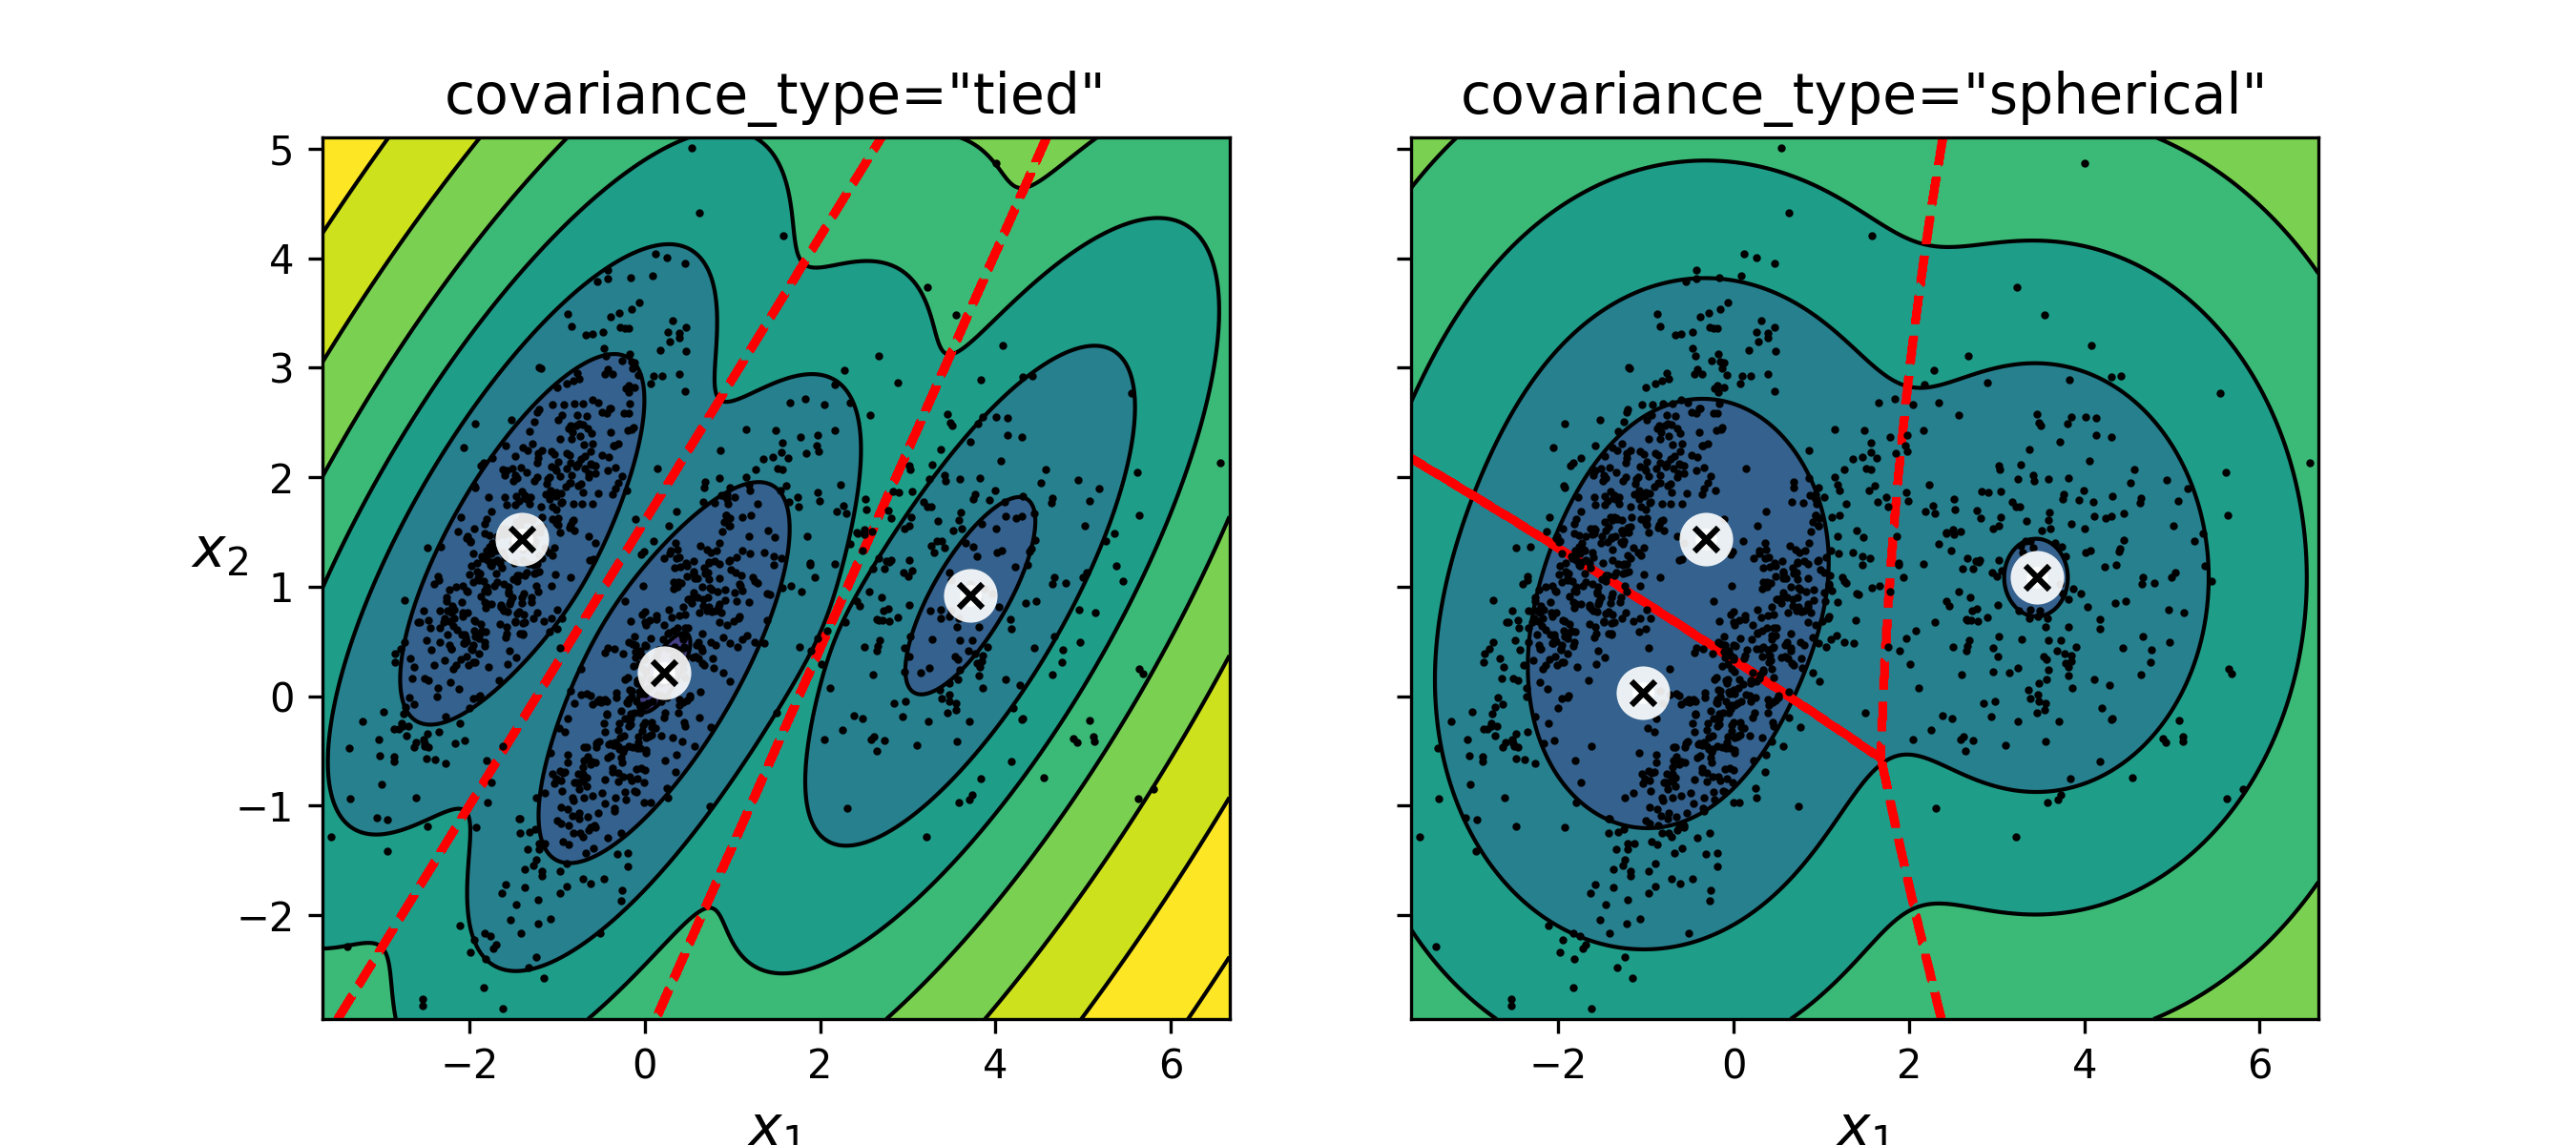 covariance_type="tied"
5
4
3
2
1
0
−1
−2
x2
−2 0 2 4 6
x1
covariance_type="spherical"
−2 0 2 4 6
x1